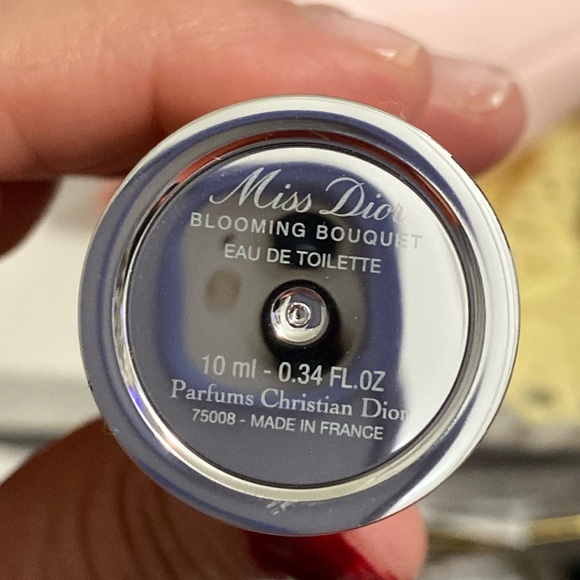 Miss Dior
BLOOMING BOUQUET
EAU DE TOILETTE
10 ml - 0.34 FL.OZ
Parfums Christian Dior
75008 - MADE IN FRANCE